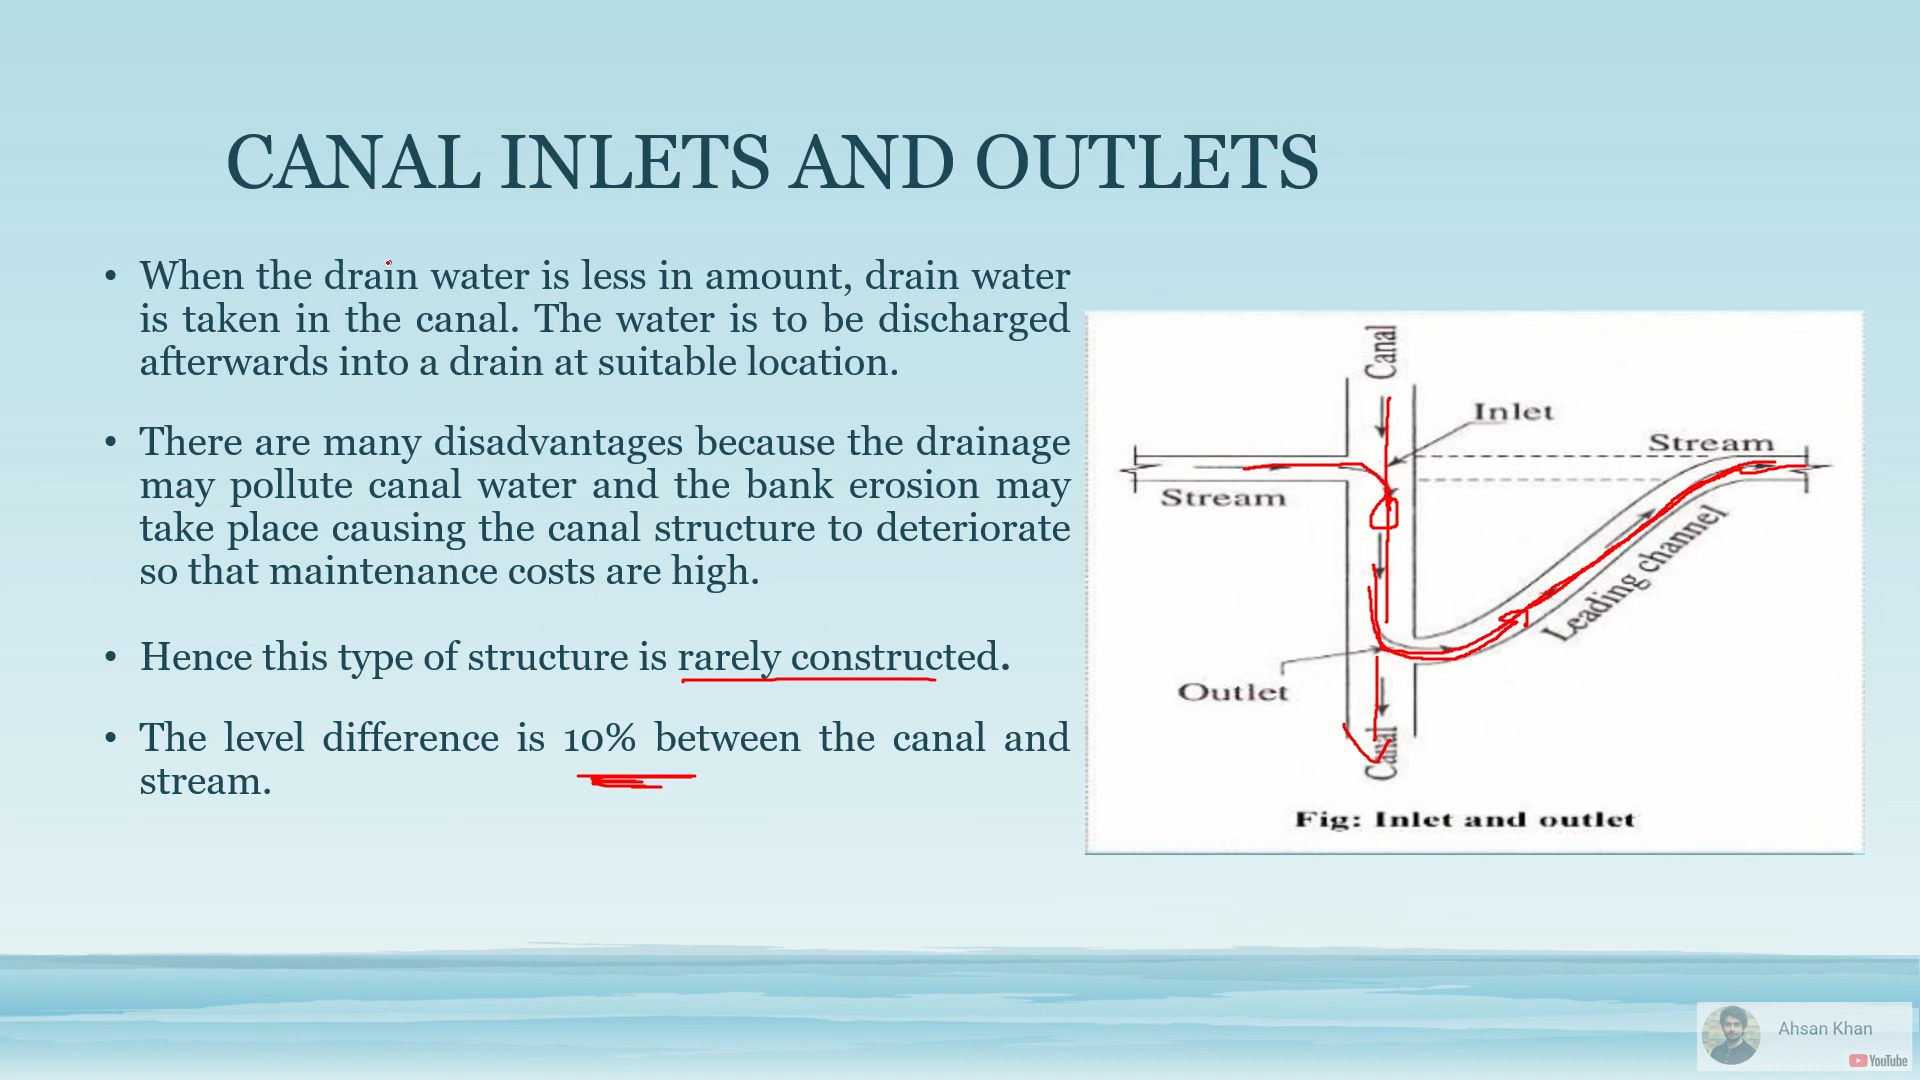 CANAL INLETS AND OUTLETS
• When the drain water is less in amount, drain water
is taken in the canal. The water is to be discharged
afterwards into a drain at suitable location.
• There are many disadvantages because the drainage
may pollute canal water and the bank erosion may
take place causing the canal structure to deteriorate
so that maintenance costs are high.
• Hence this type of structure is rarely constructed.
• The level difference is 10% between the canal and
stream.
Canal
Inlet
Stream
Stream
Leading channel
Outlet
Canal
Fig: Inlet and outlet
Ahsan Khan
YouTube